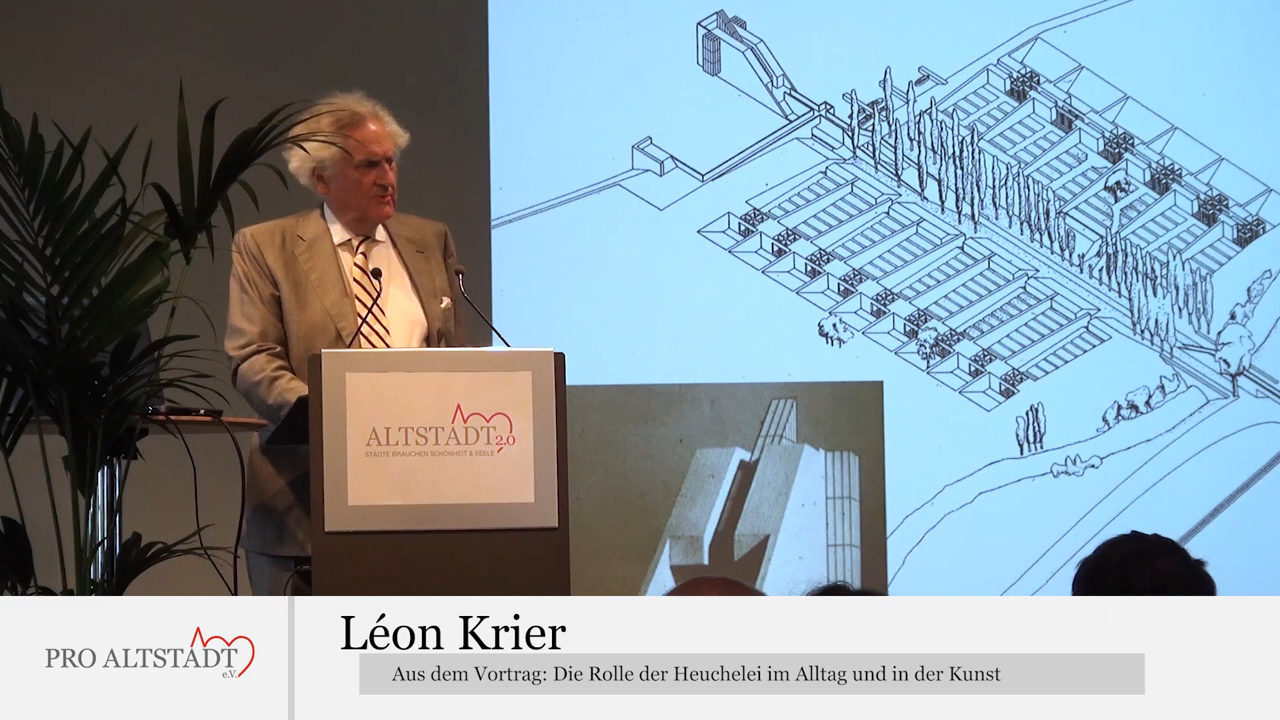 ALTSTADT2.0
STÄDTE BRAUCHEN SCHÖNHEIT & SEELE
PRO ALTSTADT
e.V.
Léon Krier
Aus dem Vortrag: Die Rolle der Heuchelei im Alltag und in der Kunst